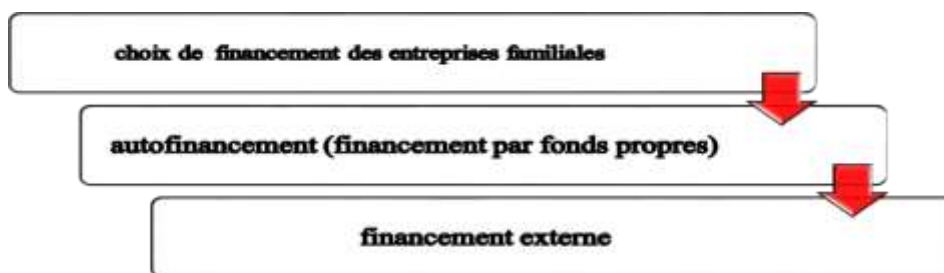 choix de financement des entreprises familiales
autofinancement (financement par fonds propres)
financement externe